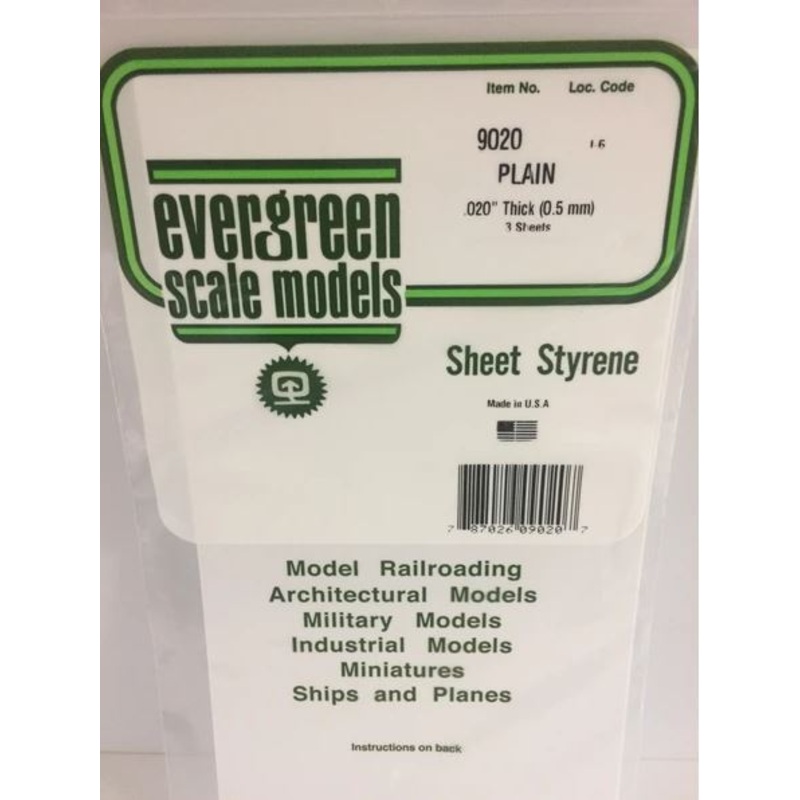 Item No. Loc. Code
9020
PLAIN
.020" Thick (0.5 mm)
3 Sheets
evergreen
scale models
Sheet Styrene
Made in U.S.A
7 87026 09020 7
Model Railroading
Architectural Models
Military Models
Industrial Models
Miniatures
Ships and Planes
Instructions on back